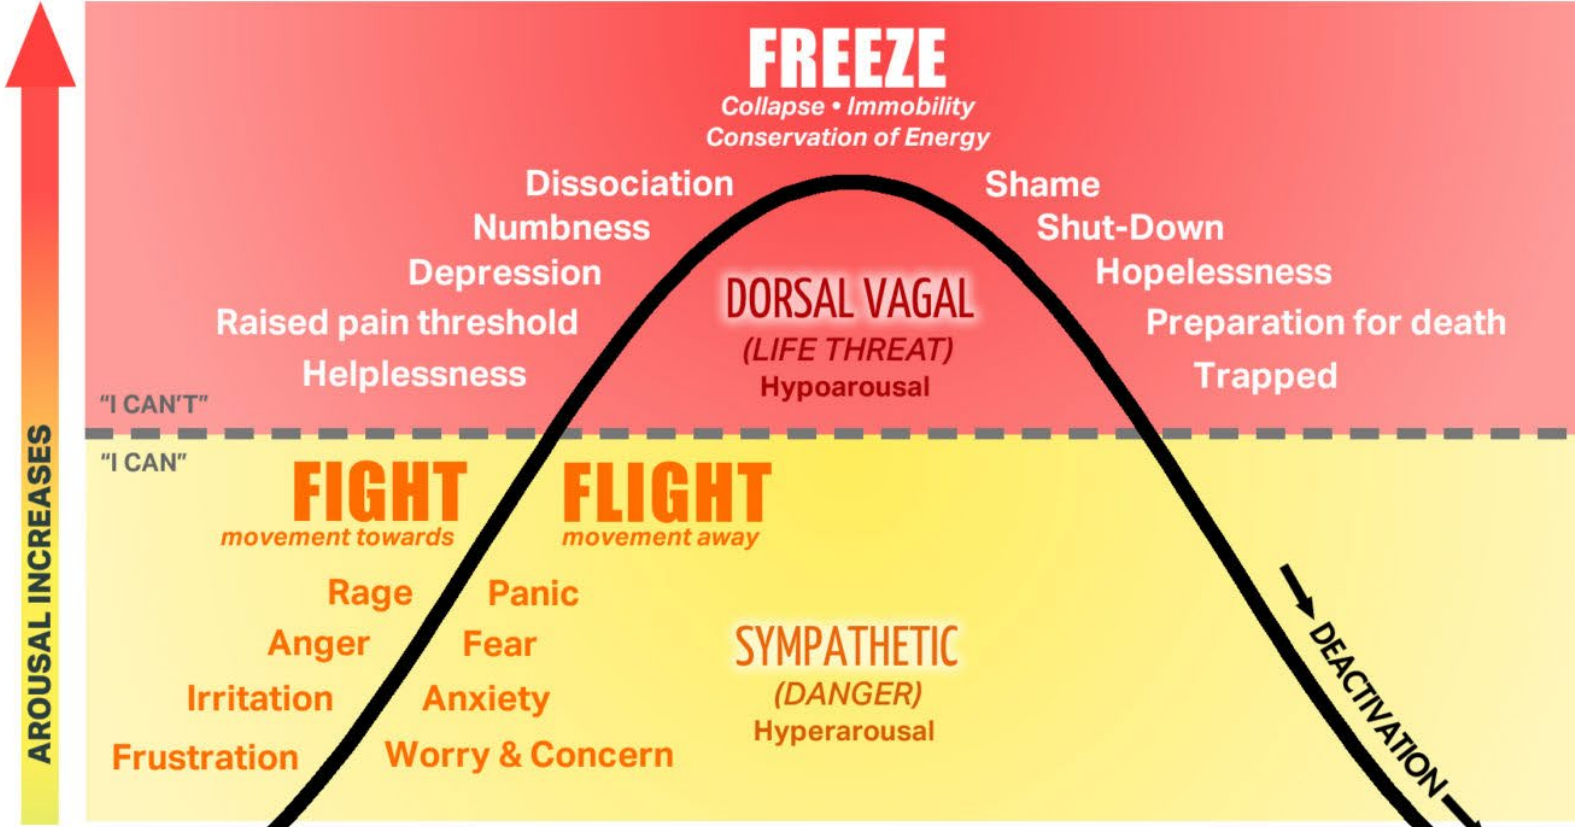 FREEZE
Collapse • Immobility
Conservation of Energy
Dissociation
Numbness
Depression
Raised pain threshold
Helplessness
Shame
Shut-Down
Hopelessness
Preparation for death
Trapped
DORSAL VAGAL
(LIFE THREAT)
Hypoarousal
“I CAN’T”
“I CAN”
FIGHT
movement towards
Rage
Anger
Irritation
Frustration
FLIGHT
movement away
Panic
Fear
Anxiety
Worry & Concern
SYMPATHETIC
(DANGER)
Hyperarousal
DEACTIVATION
AROUSAL INCREASES